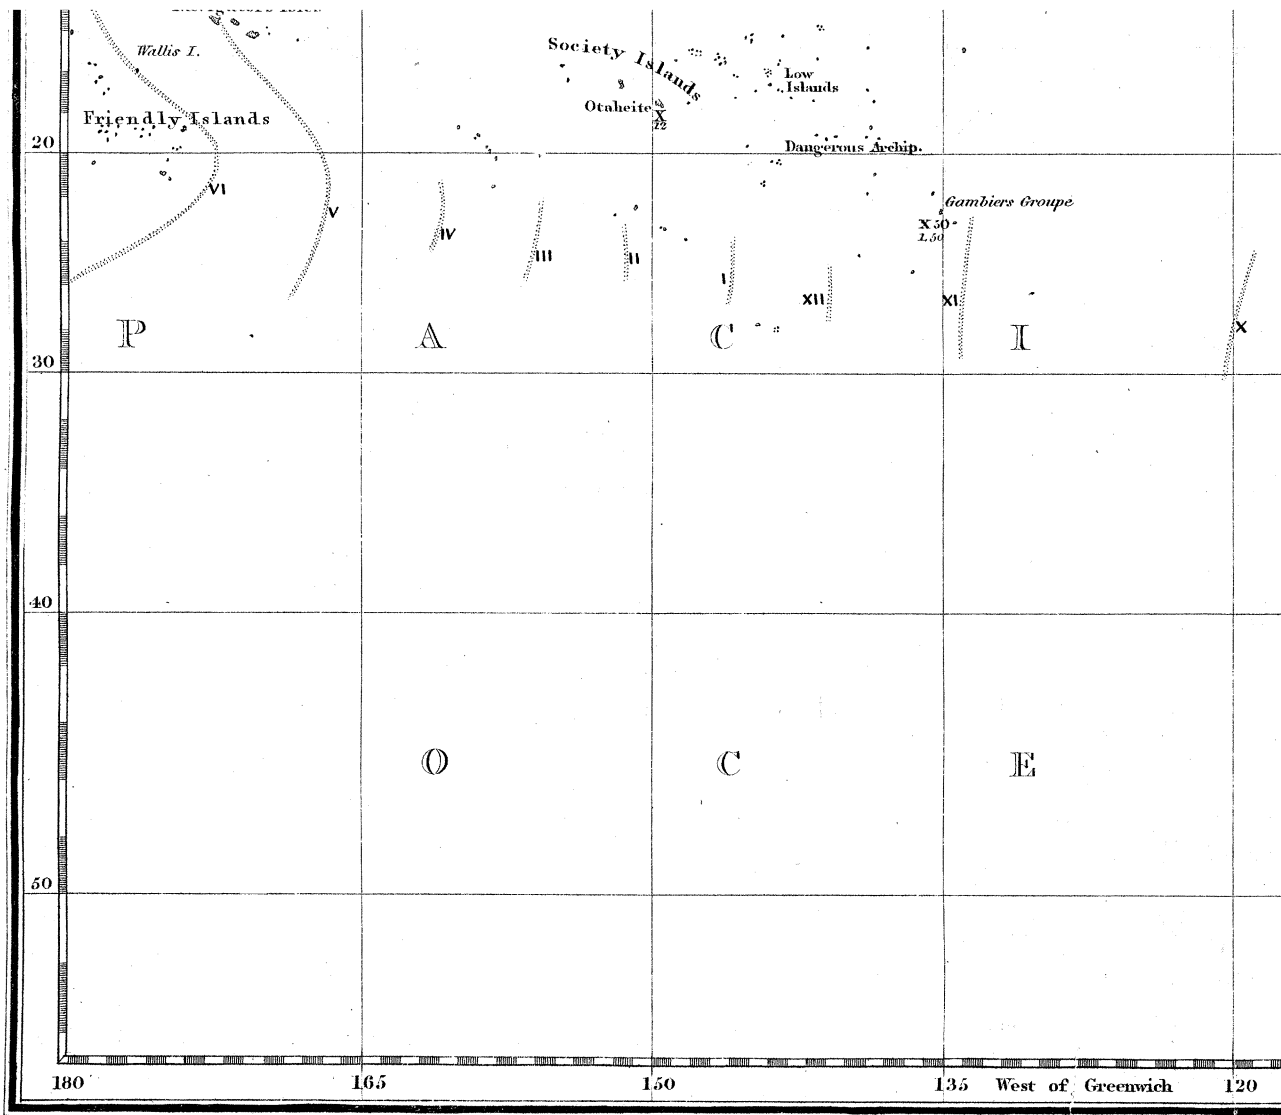 Wallis I.
Society Islands
Low
Islands
Otaheite
X
12
Friendly Islands
20
Dangerous Archip.
VI
V
IV
III
II
I
XII
XI
X
Gambiers Groupe
X 50
1.50
P A C I
30
40
O C E
50
180 165 150 135 West of Greenwich 120